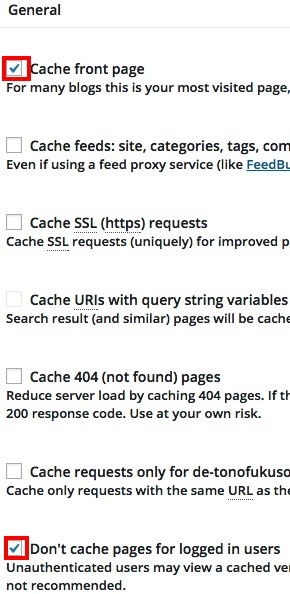 General
Cache front page
For many blogs this is your most visited page,
Cache feeds: site, categories, tags, com
Even if using a feed proxy service (like FeedBu
Cache SSL (https) requests
Cache SSL requests (uniquely) for improved p
Cache URIs with query string variables
Search result (and similar) pages will be cache
Cache 404 (not found) pages
Reduce server load by caching 404 pages. If th
200 response code. Use at your own risk.
Cache requests only for de-tonofukuso
Cache only requests with the same URL as the
Don't cache pages for logged in users
Unauthenticated users may view a cached ver
not recommended.